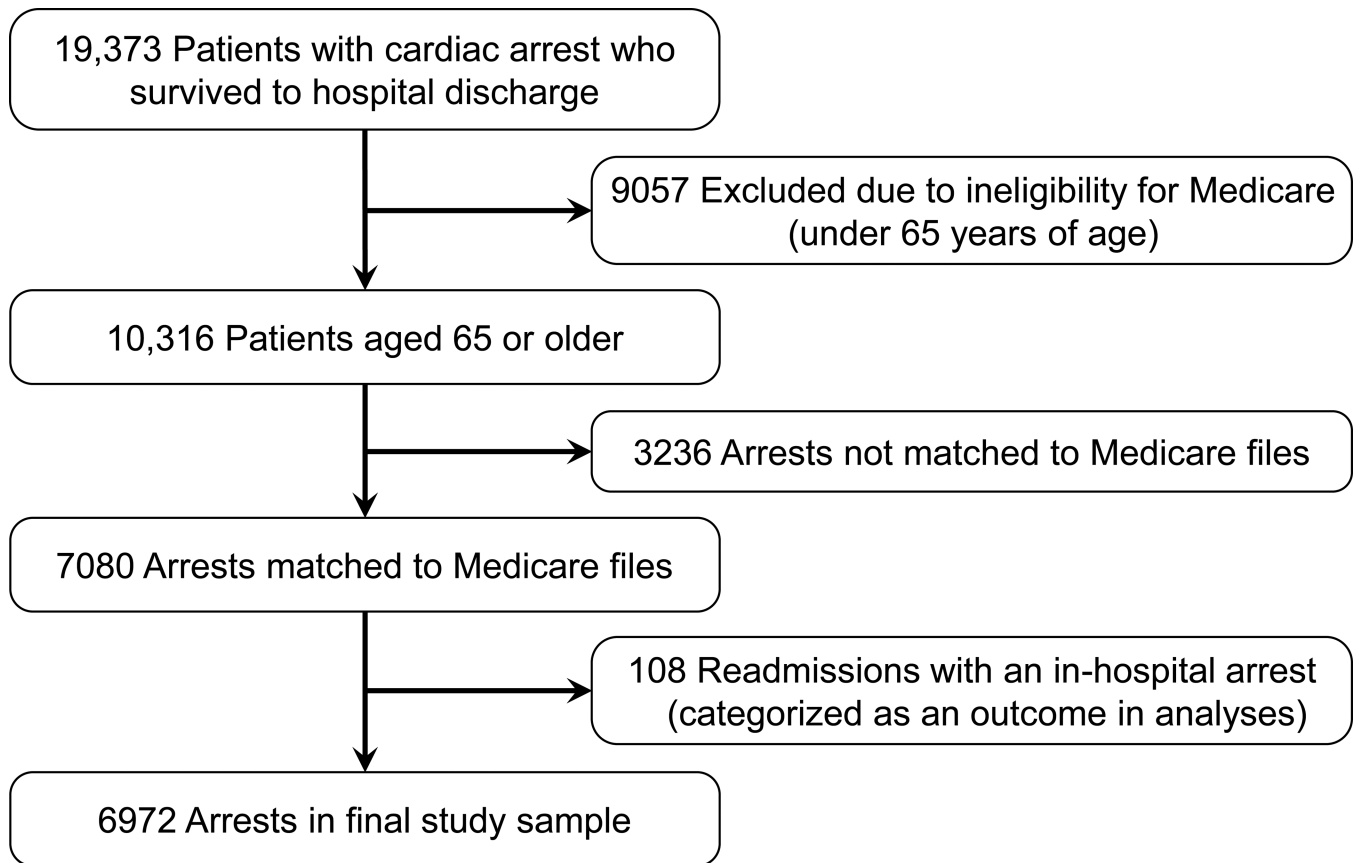 19,373 Patients with cardiac arrest who
survived to hospital discharge
9057 Excluded due to ineligibility for Medicare
(under 65 years of age)
10,316 Patients aged 65 or older
3236 Arrests not matched to Medicare files
7080 Arrests matched to Medicare files
108 Readmissions with an in-hospital arrest
(categorized as an outcome in analyses)
6972 Arrests in final study sample